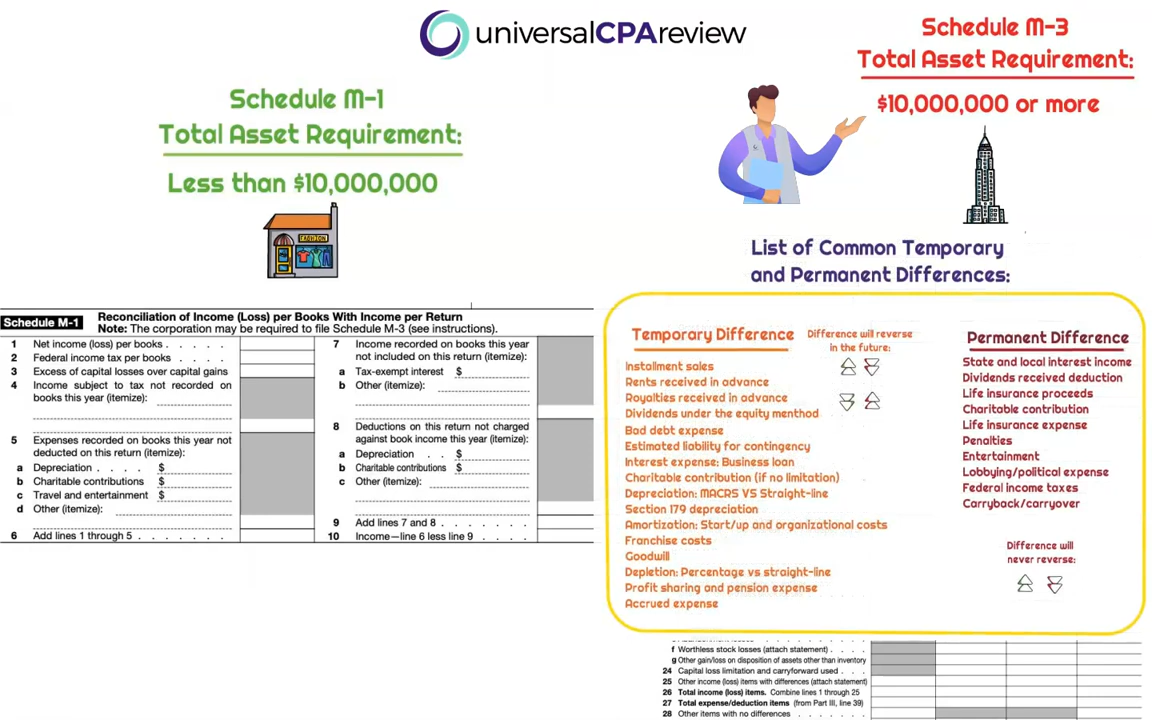 universalCPAreview
Schedule M-1
Total Asset Requirement:
Less than $10,000,000
FASHION
Schedule M-3
Total Asset Requirement:
$10,000,000 or more
List of Common Temporary
and Permanent Differences:
Schedule M-1
Reconciliation of Income (Loss) per Books With Income per Return
Note: The corporation may be required to file Schedule M-3 (see instructions).
1 Net income (loss) per books . . . . .
2 Federal income tax per books . . . .
3 Excess of capital losses over capital gains
4 Income subject to tax not recorded on
books this year (itemize):
5 Expenses recorded on books this year not
deducted on this return (itemize):
a Depreciation . . . . $
b Charitable contributions $
c Travel and entertainment $
d Other (itemize):
6 Add lines 1 through 5 . . . . . . .
7 Income recorded on books this year
not included on this return (itemize):
a Tax-exempt interest $
b Other (itemize):
8 Deductions on this return not charged
against book income this year (itemize):
a Depreciation . . $
b Charitable contributions $
c Other (itemize):
9 Add lines 7 and 8 . . . . . . .
10 Income—line 6 less line 9 . . . .
Temporary Difference
Difference will reverse
in the future:
Installment sales
Rents received in advance
Royalties received in advance
Dividends under the equity menthod
Bad debt expense
Estimated liability for contingency
Interest expense: Business loan
Charitable contribution (if no limitation)
Depreciation: MACRS VS Straight-line
Section 179 depreciation
Amortization: Start/up and organizational costs
Franchise costs
Goodwill
Depletion: Percentage vs straight-line
Profit sharing and pension expense
Accrued expense
Permanent Difference
State and local interest income
Dividends received deduction
Life insurance proceeds
Charitable contribution
Life insurance expense
Penalties
Entertainment
Lobbying/political expense
Federal income taxes
Carryback/carryover
Difference will
never reverse:
f Worthless stock losses (attach statement) . . . .
g Other gain/loss on disposition of assets other than inventory
24 Capital loss limitation and carryforward used . . .
25 Other income (loss) items with differences (attach statement)
26 Total income (loss) items. Combine lines 1 through 25
27 Total expense/deduction items (from Part III, line 39)
28 Other items with no differences . . . . . . .